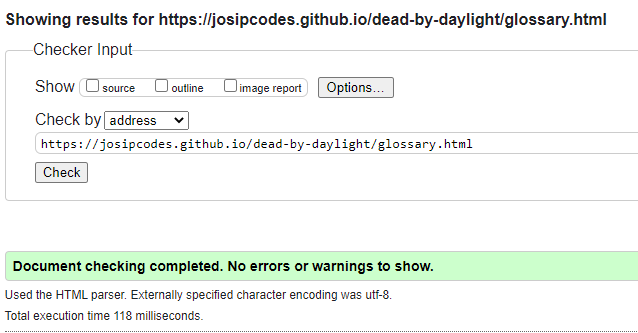 Showing results for https://josipcodes.github.io/dead-by-daylight/glossary.html
Checker Input
Show source outline image report Options...
Check by address
https://josipcodes.github.io/dead-by-daylight/glossary.html
Check
Document checking completed. No errors or warnings to show.
Used the HTML parser. Externally specified character encoding was utf-8.
Total execution time 118 milliseconds.